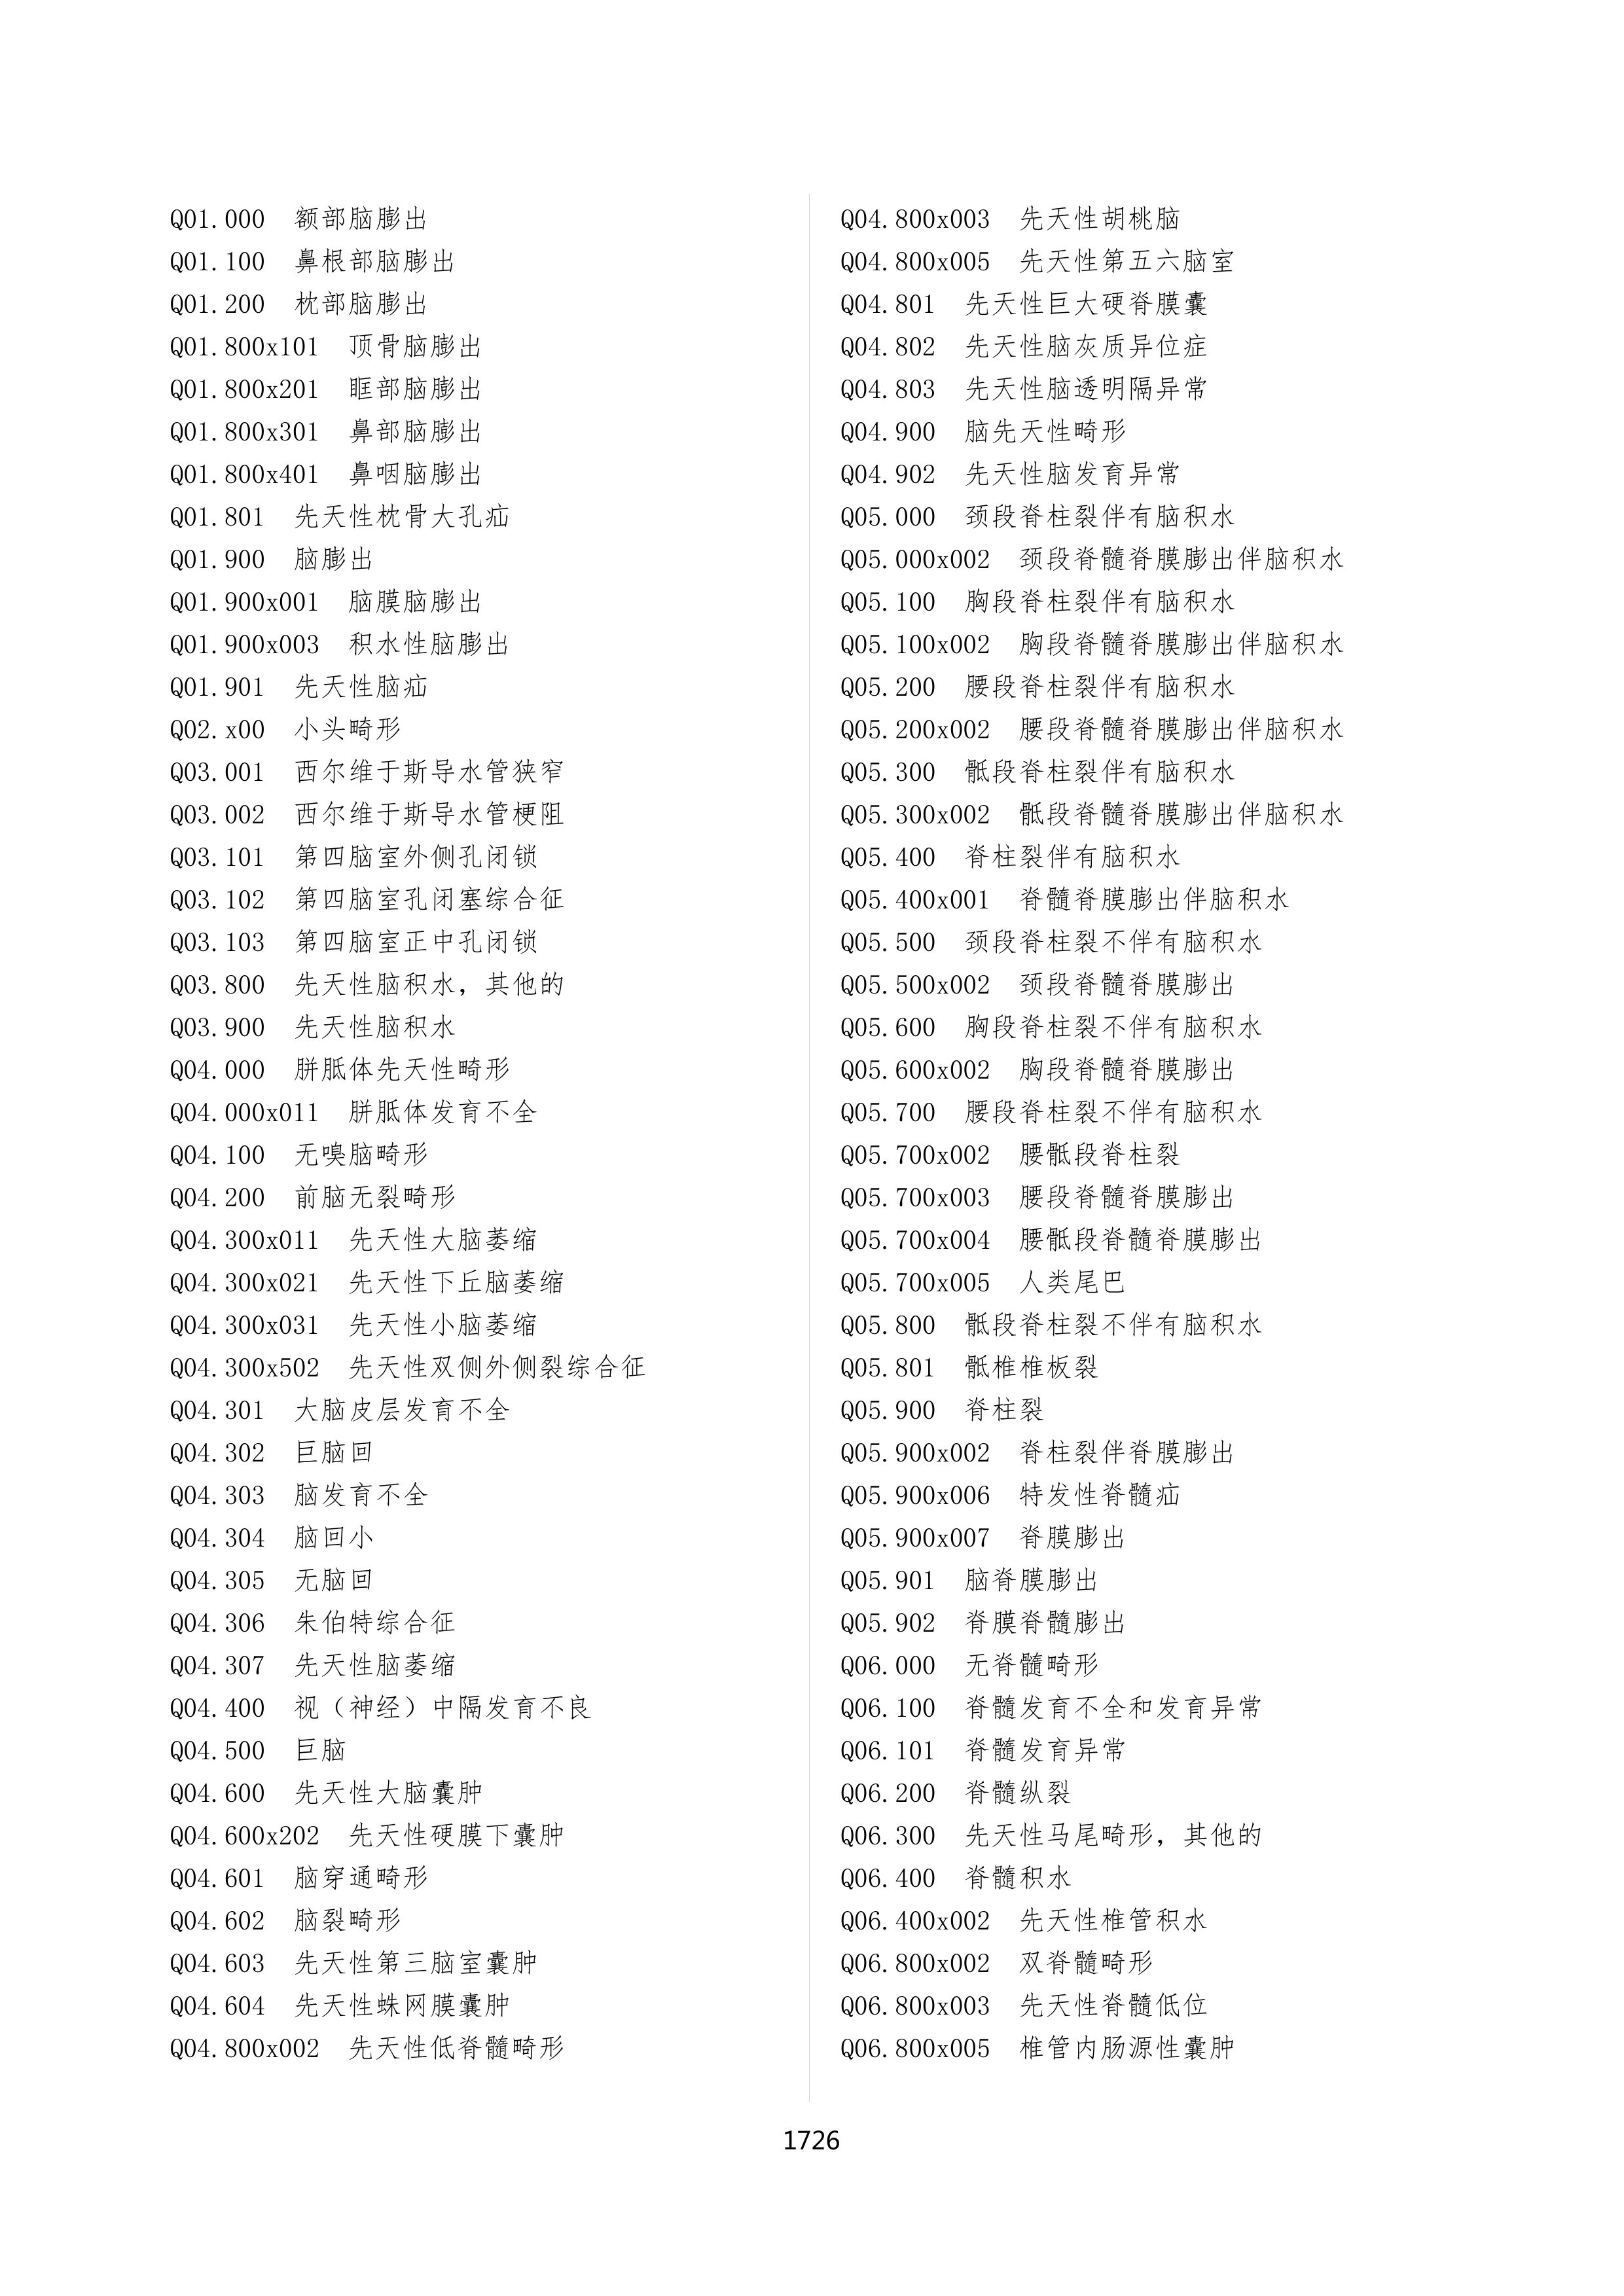 Q01.000 额部脑膨出
Q01.100 鼻根部脑膨出
Q01.200 枕部脑膨出
Q01.800x101 顶骨脑膨出
Q01.800x201 眶部脑膨出
Q01.800x301 鼻部脑膨出
Q01.800x401 鼻咽脑膨出
Q01.801 先天性枕骨大孔疝
Q01.900 脑膨出
Q01.900x001 脑膜脑膨出
Q01.900x003 积水性脑膨出
Q01.901 先天性脑疝
Q02.x00 小头畸形
Q03.001 西尔维于斯导水管狭窄
Q03.002 西尔维于斯导水管梗阻
Q03.101 第四脑室外侧孔闭锁
Q03.102 第四脑室孔闭塞综合征
Q03.103 第四脑室正中孔闭锁
Q03.800 先天性脑积水，其他的
Q03.900 先天性脑积水
Q04.000 胼胝体先天性畸形
Q04.000x011 胼胝体发育不全
Q04.100 无嗅脑畸形
Q04.200 前脑无裂畸形
Q04.300x011 先天性大脑萎缩
Q04.300x021 先天性下丘脑萎缩
Q04.300x031 先天性小脑萎缩
Q04.300x502 先天性双侧外侧裂综合征
Q04.301 大脑皮层发育不全
Q04.302 巨脑回
Q04.303 脑发育不全
Q04.304 脑回小
Q04.305 无脑回
Q04.306 朱伯特综合征
Q04.307 先天性脑萎缩
Q04.400 视（神经）中隔发育不良
Q04.500 巨脑
Q04.600 先天性大脑囊肿
Q04.600x202 先天性硬膜下囊肿
Q04.601 脑穿通畸形
Q04.602 脑裂畸形
Q04.603 先天性第三脑室囊肿
Q04.604 先天性蛛网膜囊肿
Q04.800x002 先天性低脊髓畸形
Q04.800x003 先天性胡桃脑
Q04.800x005 先天性第五六脑室
Q04.801 先天性巨大硬脊膜囊
Q04.802 先天性脑灰质异位症
Q04.803 先天性脑透明隔异常
Q04.900 脑先天性畸形
Q04.902 先天性脑发育异常
Q05.000 颈段脊柱裂伴有脑积水
Q05.000x002 颈段脊髓脊膜膨出伴脑积水
Q05.100 胸段脊柱裂伴有脑积水
Q05.100x002 胸段脊髓脊膜膨出伴脑积水
Q05.200 腰段脊柱裂伴有脑积水
Q05.200x002 腰段脊髓脊膜膨出伴脑积水
Q05.300 骶段脊柱裂伴有脑积水
Q05.300x002 骶段脊髓脊膜膨出伴脑积水
Q05.400 脊柱裂伴有脑积水
Q05.400x001 脊髓脊膜膨出伴脑积水
Q05.500 颈段脊柱裂不伴有脑积水
Q05.500x002 颈段脊髓脊膜膨出
Q05.600 胸段脊柱裂不伴有脑积水
Q05.600x002 胸段脊髓脊膜膨出
Q05.700 腰段脊柱裂不伴有脑积水
Q05.700x002 腰骶段脊柱裂
Q05.700x003 腰段脊髓脊膜膨出
Q05.700x004 腰骶段脊髓脊膜膨出
Q05.700x005 人类尾巴
Q05.800 骶段脊柱裂不伴有脑积水
Q05.801 骶椎椎板裂
Q05.900 脊柱裂
Q05.900x002 脊柱裂伴脊膜膨出
Q05.900x006 特发性脊髓疝
Q05.900x007 脊膜膨出
Q05.901 脑脊膜膨出
Q05.902 脊膜脊髓膨出
Q06.000 无脊髓畸形
Q06.100 脊髓发育不全和发育异常
Q06.101 脊髓发育异常
Q06.200 脊髓纵裂
Q06.300 先天性马尾畸形，其他的
Q06.400 脊髓积水
Q06.400x002 先天性椎管积水
Q06.800x002 双脊髓畸形
Q06.800x003 先天性脊髓低位
Q06.800x005 椎管内肠源性囊肿
1726